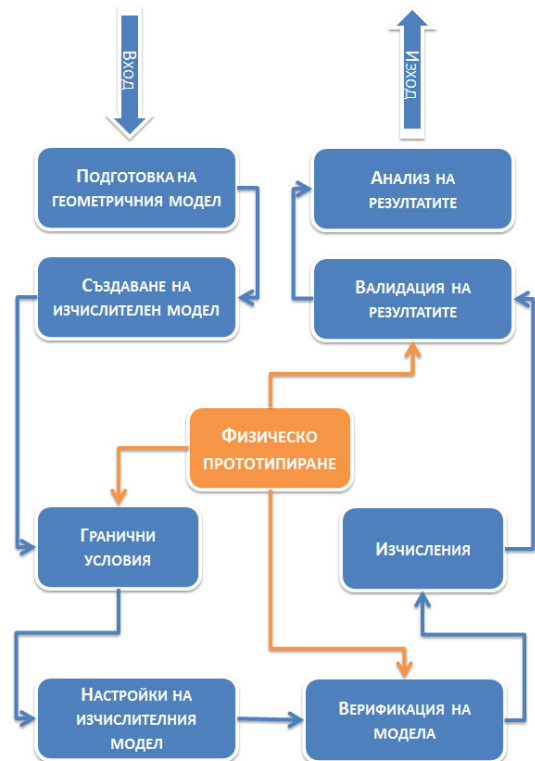 Вход
Изход
Подготовка на
геометричния модел
Анализ на
резултатите
Създаване на
изчислителен модел
Валидация на
резултатите
Физическо
прототипиране
Гранични
условия
Изчисления
Настройки на
изчислителния
модел
Верификация на
модела